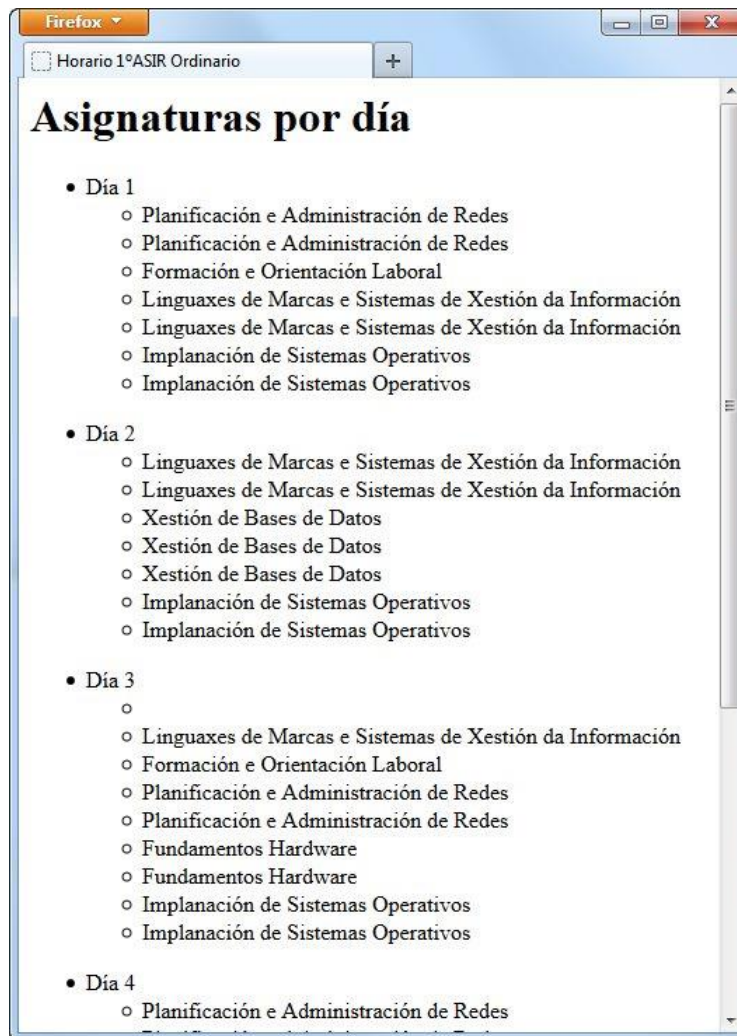 Firefox
Horario 1ºASIR Ordinario
Asignaturas por día
Día 1
Planificación e Administración de Redes
Planificación e Administración de Redes
Formación e Orientación Laboral
Linguaxes de Marcas e Sistemas de Xestión da Información
Linguaxes de Marcas e Sistemas de Xestión da Información
Implanación de Sistemas Operativos
Implanación de Sistemas Operativos
Día 2
Linguaxes de Marcas e Sistemas de Xestión da Información
Linguaxes de Marcas e Sistemas de Xestión da Información
Xestión de Bases de Datos
Xestión de Bases de Datos
Xestión de Bases de Datos
Implanación de Sistemas Operativos
Implanación de Sistemas Operativos
Día 3
Linguaxes de Marcas e Sistemas de Xestión da Información
Formación e Orientación Laboral
Planificación e Administración de Redes
Planificación e Administración de Redes
Fundamentos Hardware
Fundamentos Hardware
Implanación de Sistemas Operativos
Implanación de Sistemas Operativos
Día 4
Planificación e Administración de Redes